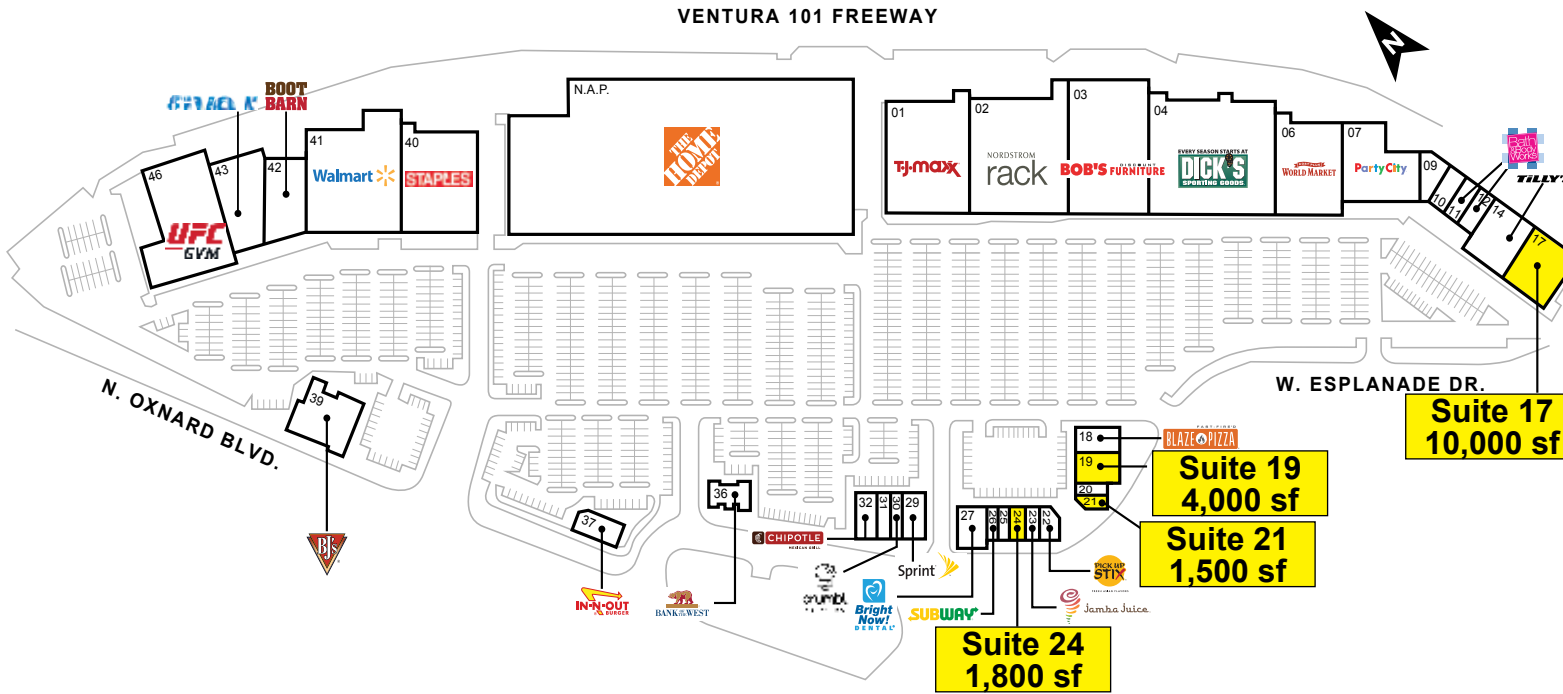 VENTURA 101 FREEWAY
N
BOOT
BARN
46
43
42
41
40
UFC
GYM
Walmart
STAPLES
N.A.P.
THE
HOME
DEPOT
01
02
03
04
06
07
09
10
11
12
14
17
T·J·maxx
NORDSTROM
rack
BOB'S DISCOUNT
FURNITURE
EVERY SEASON STARTS AT
DICK'S
SPORTING GOODS
WORLD MARKET
Party City
Bath
Body
Works
TiLLY'
N. OXNARD BLVD.
W. ESPLANADE DR.
39
BJ's
37
IN-N-OUT
BURGER
36
BANK OF THE WEST
32
31
30
29
CHIPOTLE
MEXICAN GRILL
crumbl
Sprint
27
26
25
24
23
22
Bright
Now!
DENTAL
SUBWAY
PICK UP
STIX
Jamba Juice
18
19
20
21
BLAZE PIZZA
Suite 17
10,000 sf
Suite 19
4,000 sf
Suite 21
1,500 sf
Suite 24
1,800 sf